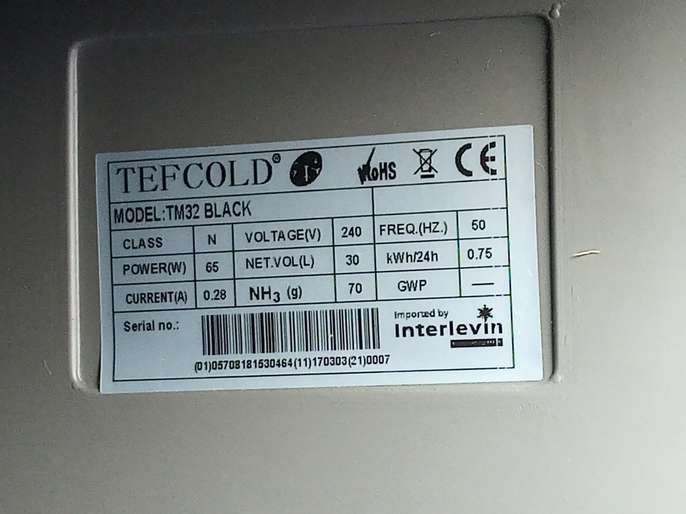 TEFCOLD® T RoHS CE
MODEL:TM32 BLACK
CLASS N VOLTAGE(V) 240 FREQ.(HZ.) 50
POWER(W) 65 NET.VOL(L) 30 kWh/24h 0.75
CURRENT(A) 0.28 NH3 (g) 70 GWP —
Serial no.:
Imported by
Interlevin
(01)05708181530464(11)170303(21)0007